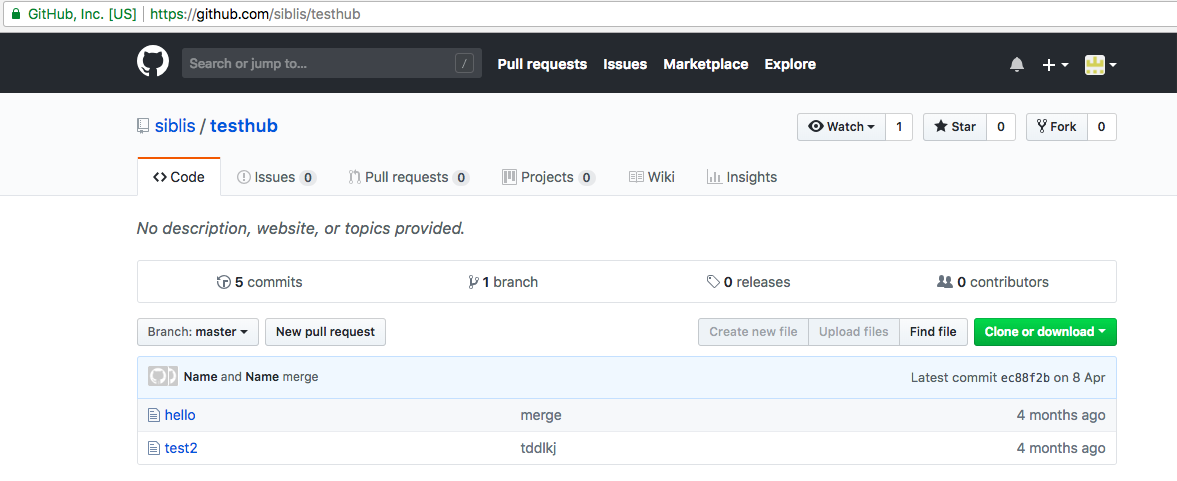 GitHub, Inc. [US] https://github.com/siblis/testhub
Search or jump to... / Pull requests Issues Marketplace Explore
siblis / testhub Watch 1 Star 0 Fork 0
Code Issues 0 Pull requests 0 Projects 0 Wiki Insights
No description, website, or topics provided.
5 commits 1 branch 0 releases 0 contributors
Branch: master New pull request Create new file Upload files Find file Clone or download
Name and Name merge Latest commit ec88f2b on 8 Apr
hello merge 4 months ago
test2 tddlkj 4 months ago